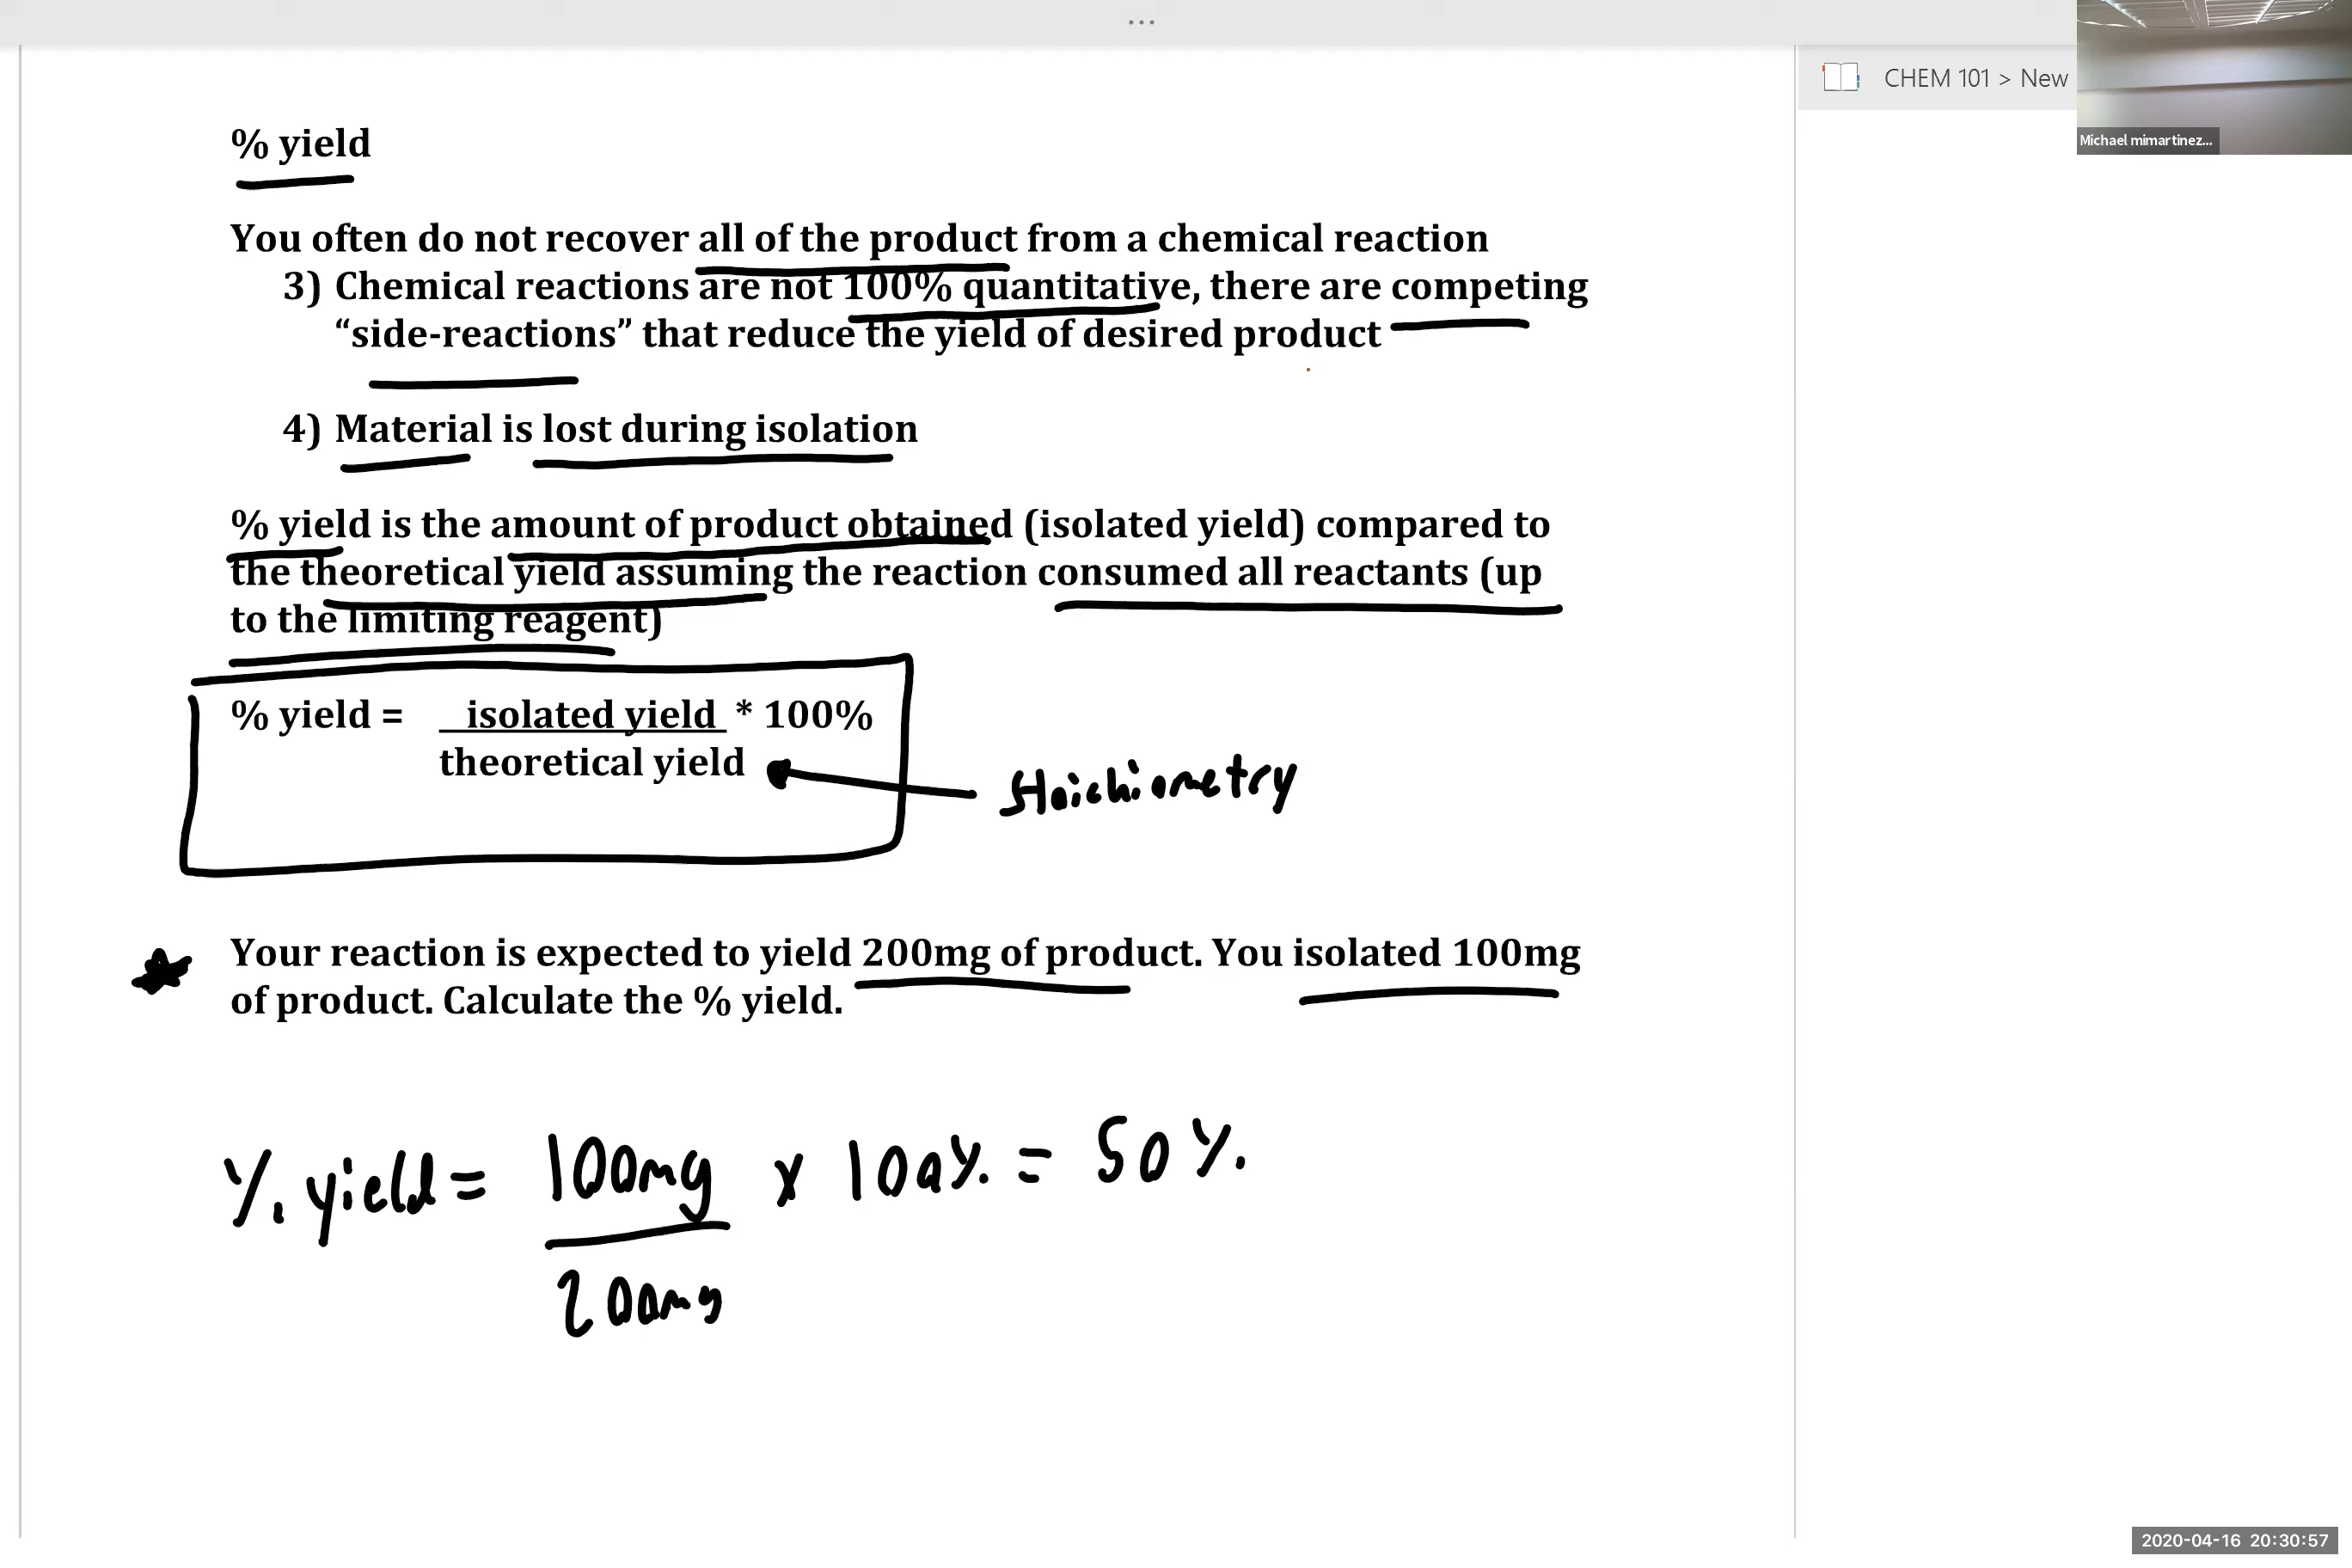 ...
CHEM 101 > New
Michael mimartinez...
% yield
You often do not recover all of the product from a chemical reaction
3) Chemical reactions are not 100% quantitative, there are competing
“side-reactions” that reduce the yield of desired product
4) Material is lost during isolation
% yield is the amount of product obtained (isolated yield) compared to
the theoretical yield assuming the reaction consumed all reactants (up
to the limiting reagent)
% yield = isolated yield * 100%
theoretical yield
Stoichiometry
Your reaction is expected to yield 200mg of product. You isolated 100mg
of product. Calculate the % yield.
% yield = 100mg x 100% = 50%
200mg
2020-04-16 20:30:57